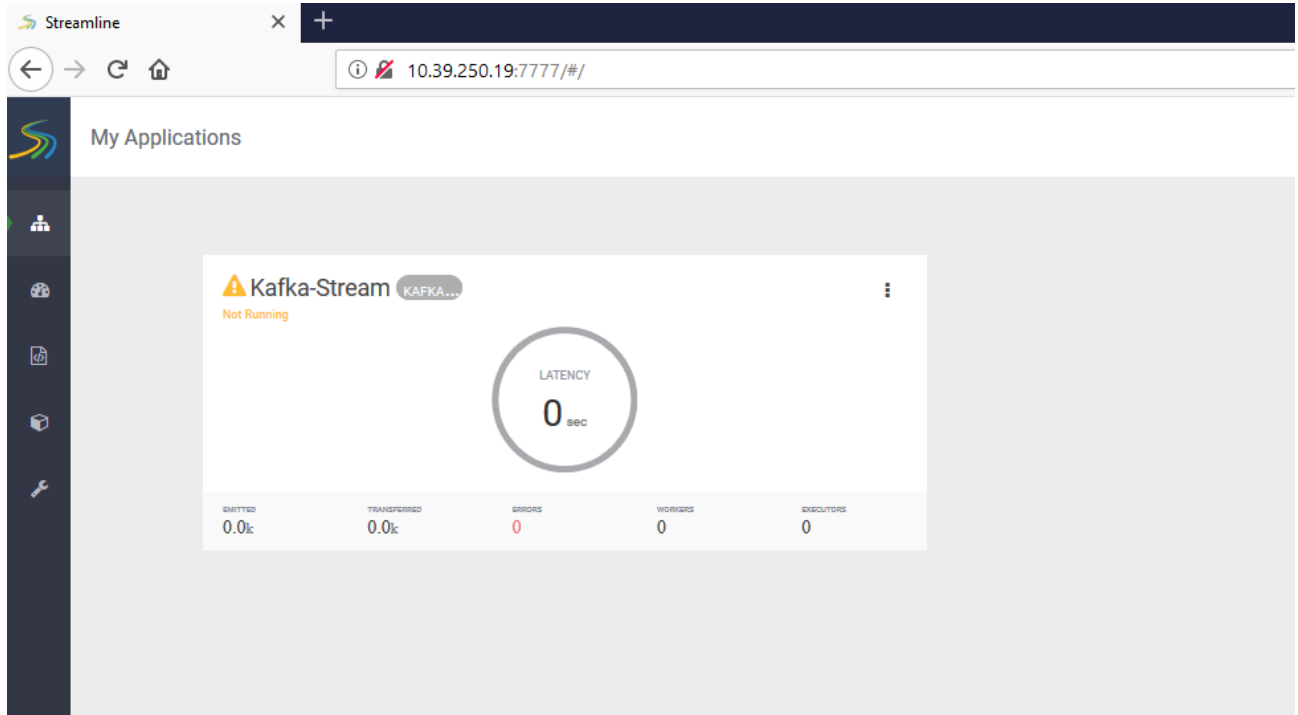 Streamline
10.39.250.19:7777/#/
My Applications
Kafka-Stream KAFKA...
Not Running
LATENCY
0 sec
EMITTED TRANSFERRED ERRORS WORKERS EXECUTORS
0.0k 0.0k 0 0 0